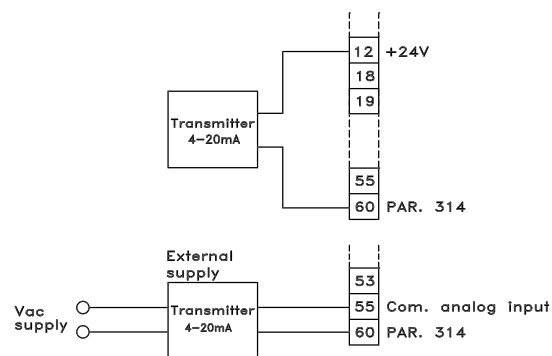 12 +24V
18
19
Transmitter
4-20mA
55
60 PAR. 314
External
supply
53
Vac
supply
Transmitter
4-20mA
55 Com. analog input
60 PAR. 314